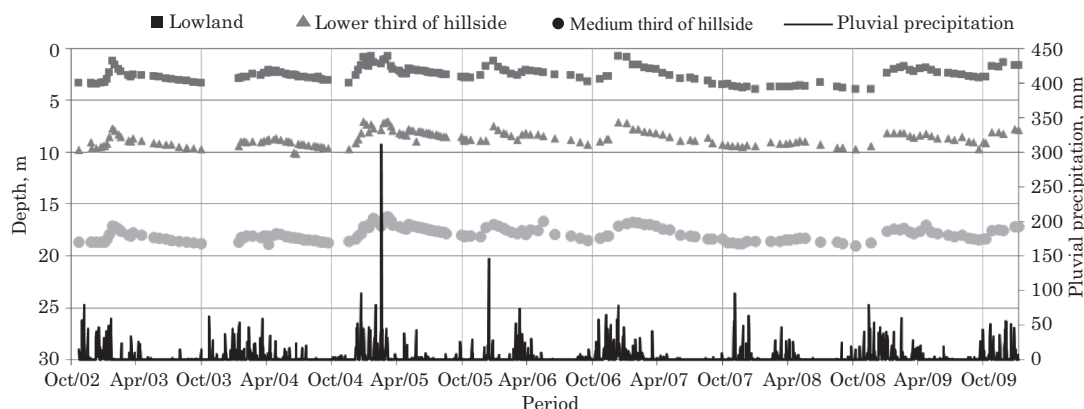 Lowland
Lower third of hillside
Medium third of hillside
Pluvial precipitation
0
5
10
15
20
25
30
Depth, m
450
400
350
300
250
200
150
100
50
0
Pluvial precipitation, mm
Oct/02 Apr/03 Oct/03 Apr/04 Oct/04 Apr/05 Oct/05 Apr/06 Oct/06 Apr/07 Oct/07 Apr/08 Oct/08 Apr/09 Oct/09
Period